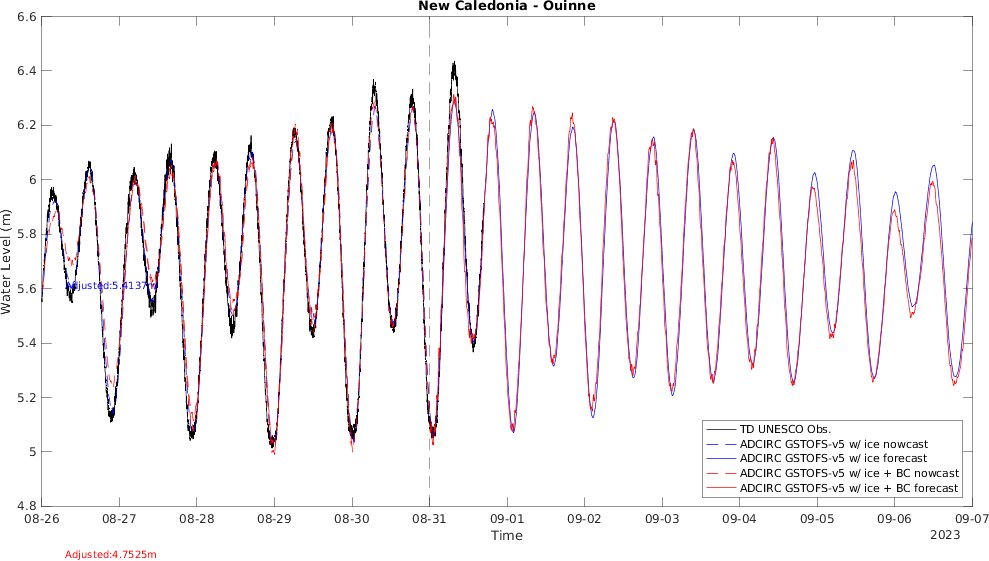 New Caledonia - Ouinne
Water Level (m)
6.6
6.4
6.2
6
5.8
5.6
5.4
5.2
5
4.8
Adjusted:5.4137m
TD UNESCO Obs.
ADCIRC GSTOFS-v5 w/ ice nowcast
ADCIRC GSTOFS-v5 w/ ice forecast
ADCIRC GSTOFS-v5 w/ ice + BC nowcast
ADCIRC GSTOFS-v5 w/ ice + BC forecast
08-26 08-27 08-28 08-29 08-30 08-31 09-01 09-02 09-03 09-04 09-05 09-06 09-07
Time
2023
Adjusted:4.7525m